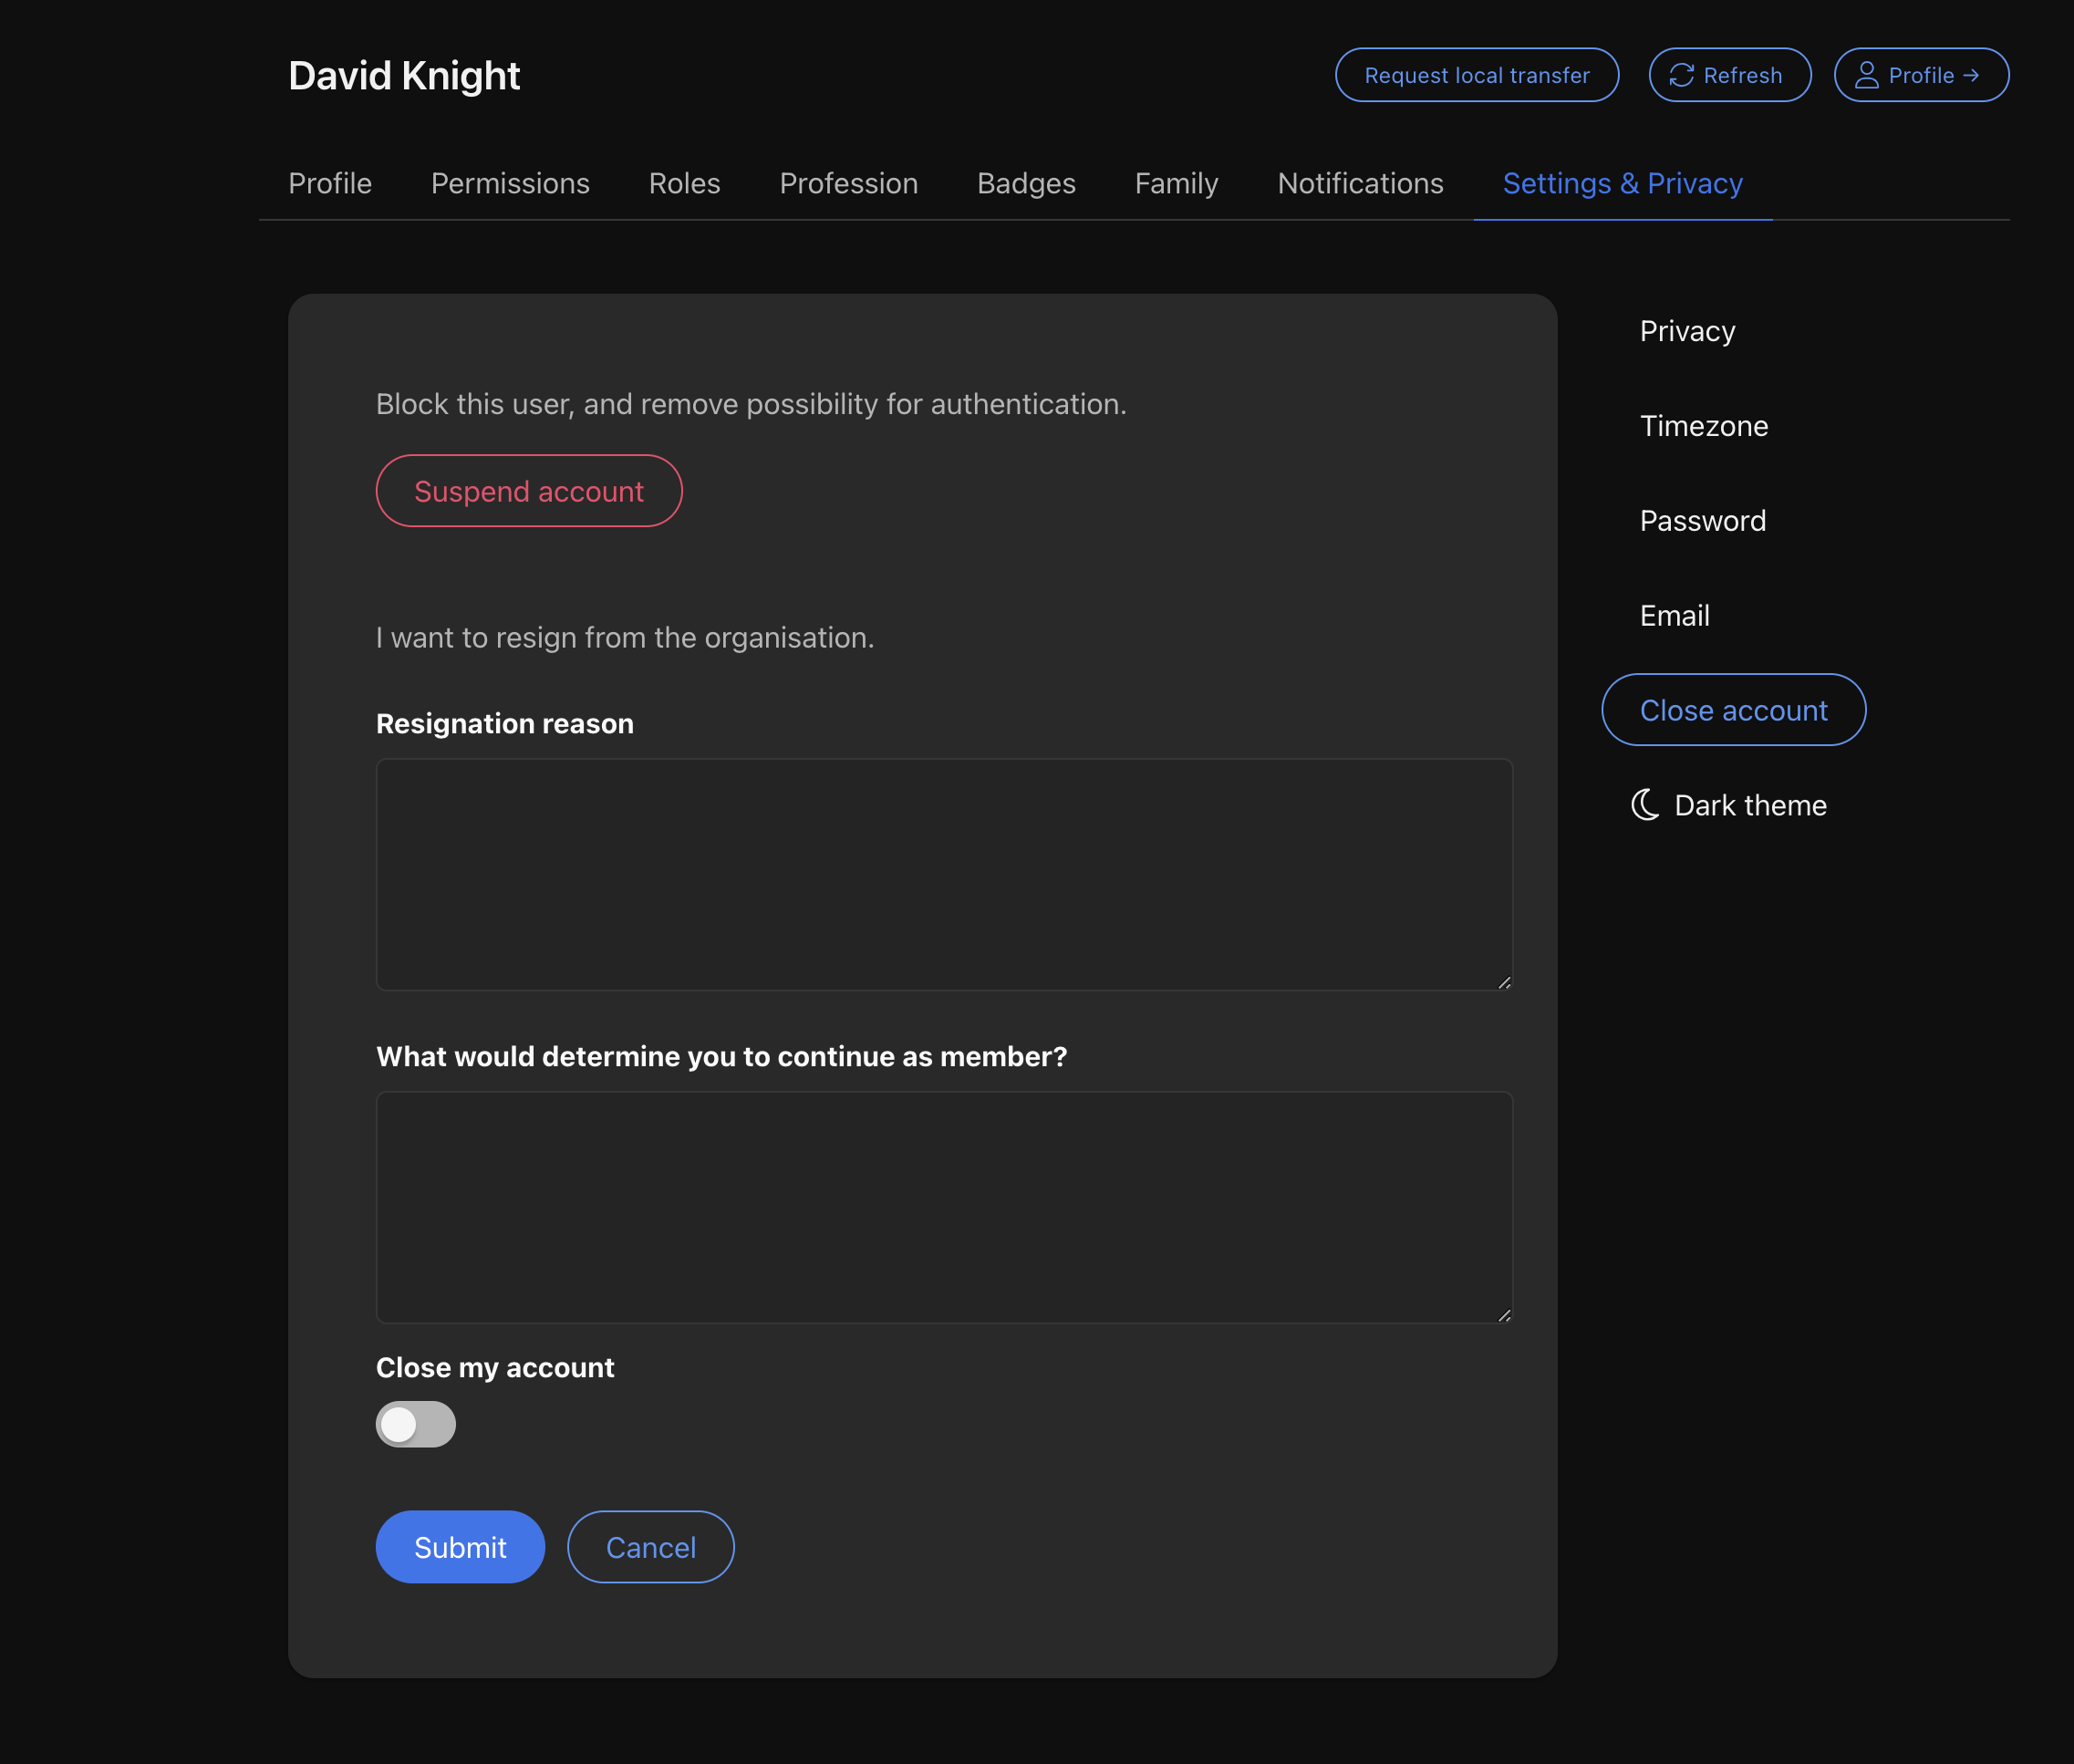 David Knight
Request local transfer
Refresh
Profile →
Profile
Permissions
Roles
Profession
Badges
Family
Notifications
Settings & Privacy
Block this user, and remove possibility for authentication.
Suspend account
I want to resign from the organisation.
Resignation reason
What would determine you to continue as member?
Close my account
Submit
Cancel
Privacy
Timezone
Password
Email
Close account
Dark theme